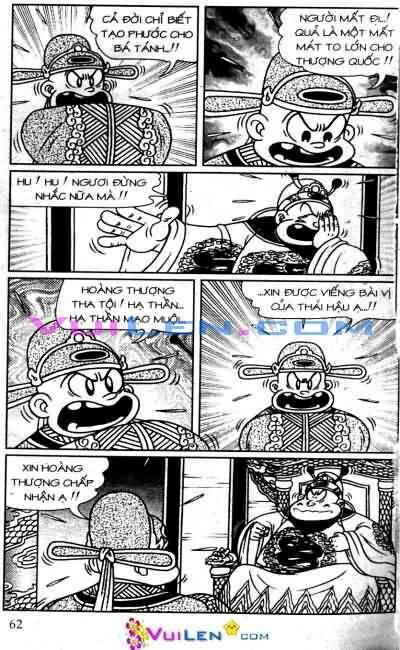 CẢ ĐỜI CHỈ BIẾT
TẠO PHƯỚC CHO
BÁ TÁNH..!!
NGƯỜI MẤT ĐI..!
QUẢ LÀ MỘT MẤT
MÁT TO LỚN CHO
THƯỢNG QUỐC !!
HU ! HU ! NGƯƠI ĐỪNG
NHẮC NỮA MÀ !
HOÀNG THƯỢNG
THA TỘI ! HẠ THẦN..
HẠ THẦN MẠO MUỘI..
...XIN ĐƯỢC VIẾNG BÀI VỊ
CỦA THÁI HẬU Ạ..!!
VUILEN.COM
XIN HOÀNG
THƯỢNG CHẤP
NHẬN Ạ !!
62
VUILEN.COM